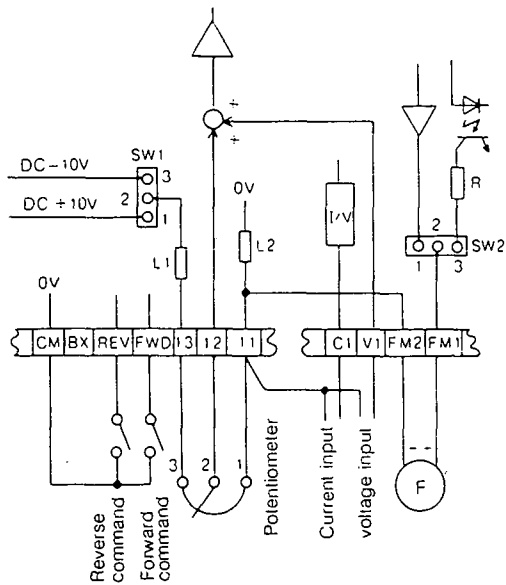 +
+
SW1
DC-10V
3
2
DC+10V
1
0V
I/V
R
L1
L2
SW2
1 2 3
0V
CM BX REV FWD 13 12 11
C1 V1 FM2 FM1
3 2 1
F
Reverse
command
Forward
command
Potentiometer
Current input
voltage input